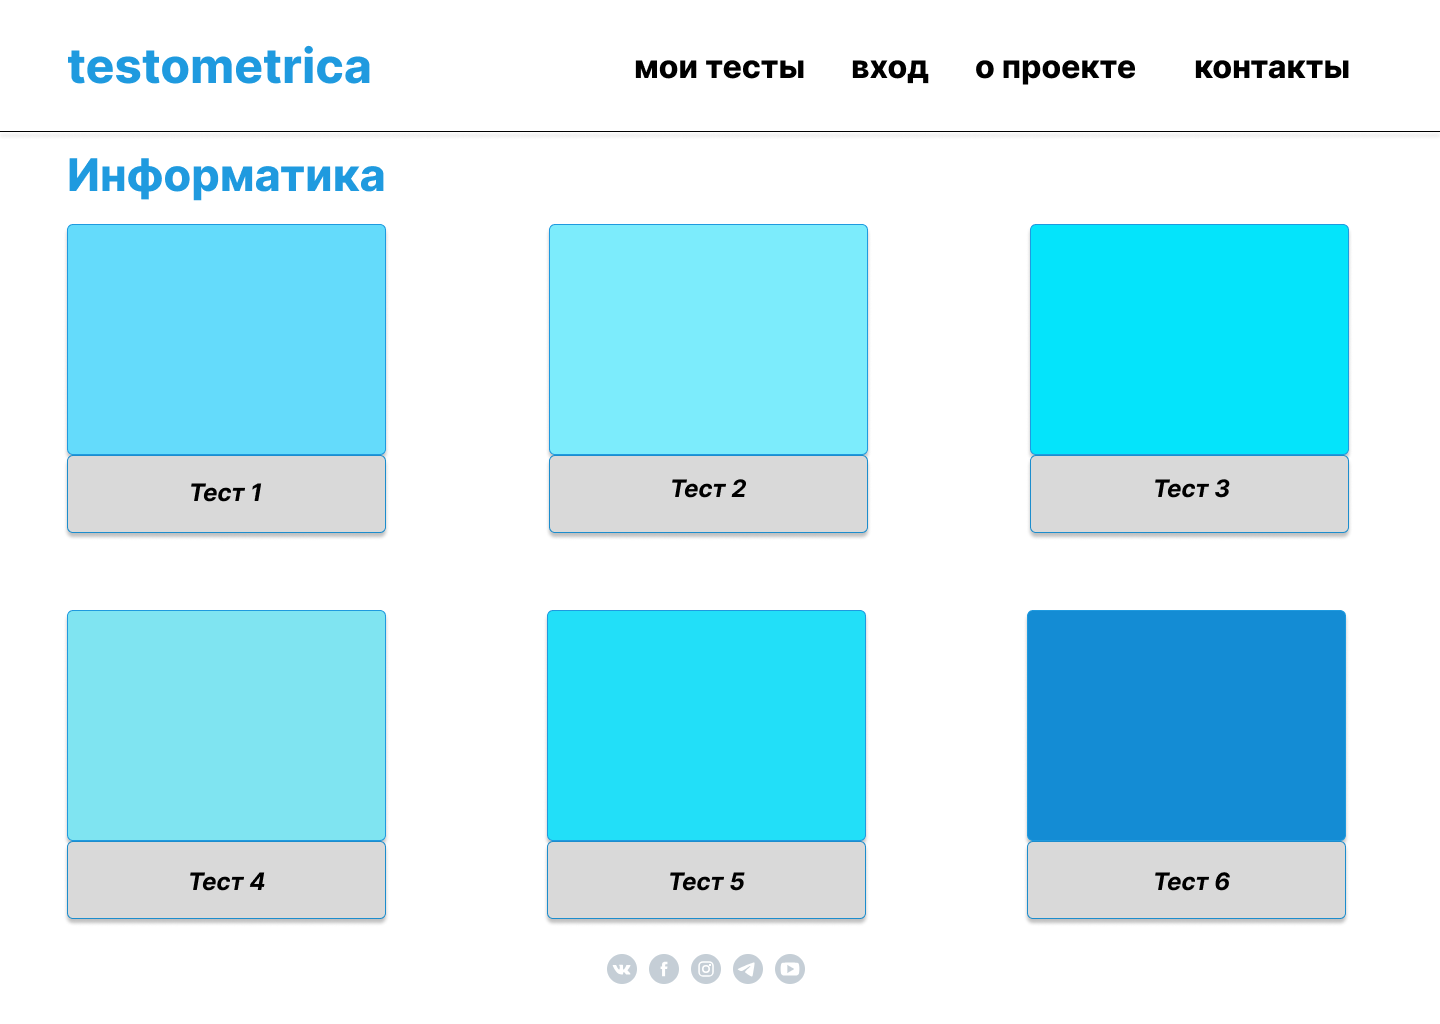 testometrica мои тесты вход о проекте контакты
Информатика
Тест 1 Тест 2 Тест 3
Тест 4 Тест 5 Тест 6